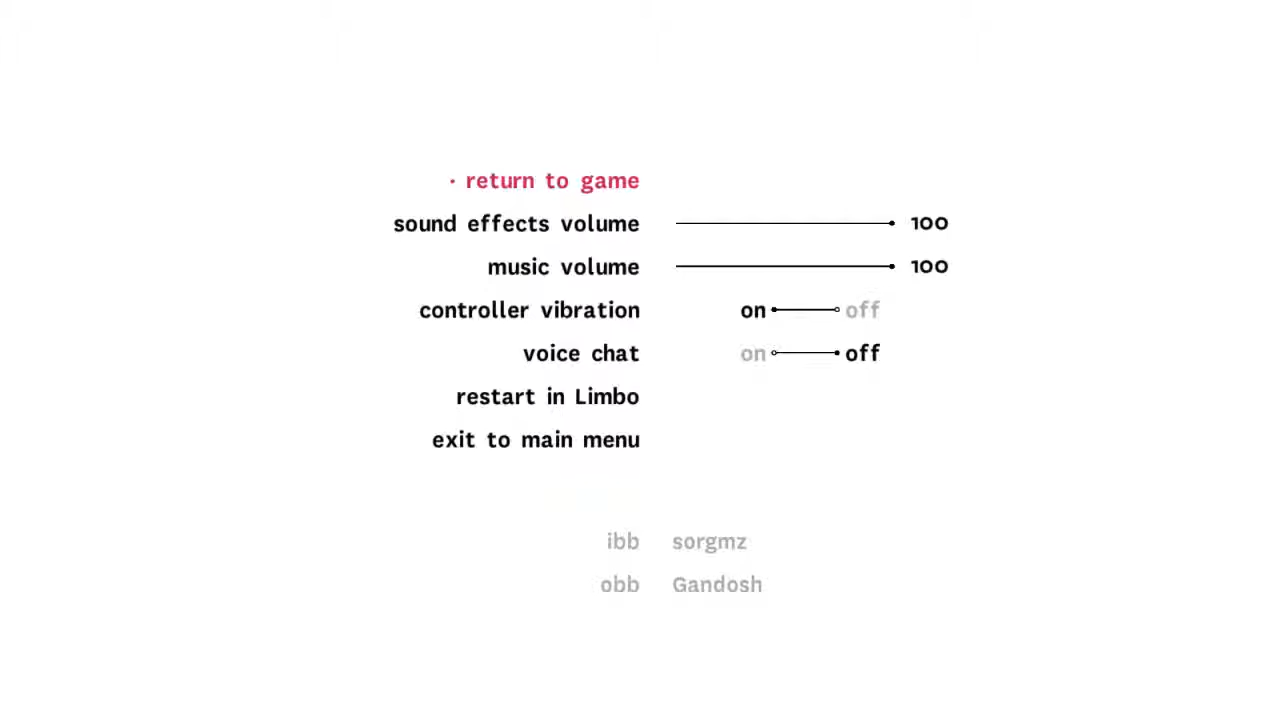 · return to game
sound effects volume 100
music volume 100
controller vibration on off
voice chat on off
restart in Limbo
exit to main menu
ibb sorgmz
obb Gandosh